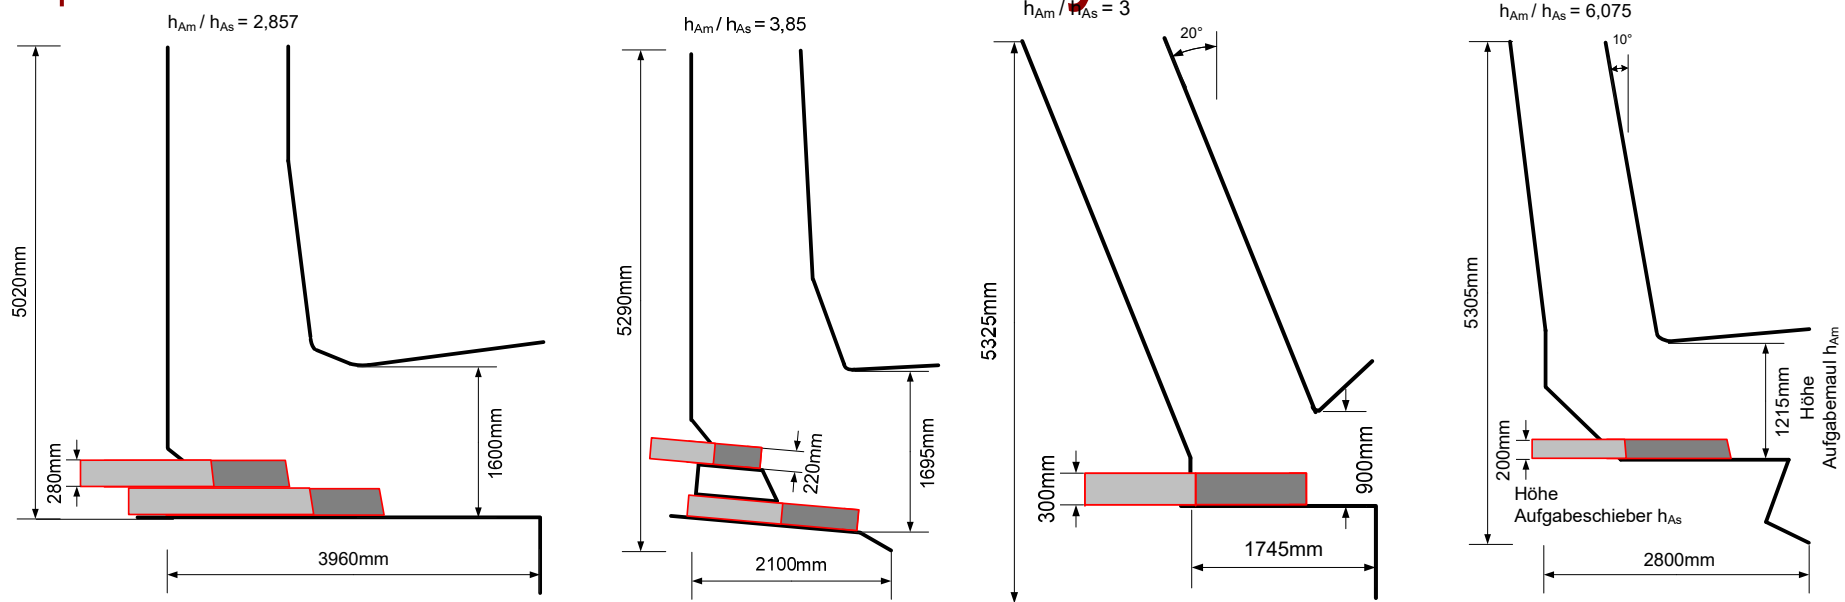 hAm / hAs = 2,857
5020mm
280mm
1600mm
3960mm
hAm / hAs = 3,85
5290mm
220mm
1695mm
2100mm
hAm / hAs = 3
20°
5325mm
300mm
900mm
1745mm
hAm / hAs = 6,075
10°
5305mm
200mm
1215mm
Höhe
Aufgabemaul hAm
Höhe
Aufgabeschieber hAs
2800mm